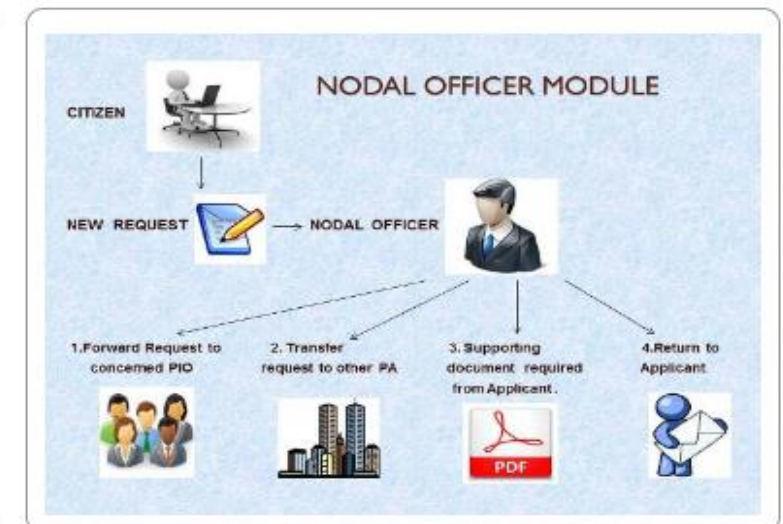 NODAL OFFICER MODULE
CITIZEN
NEW REQUEST
NODAL OFFICER
1.Forward Request to
concerned PIO
2. Transfer
request to other PA
3. Supporting
document required
from Applicant.
4.Return to
Applicant
PDF